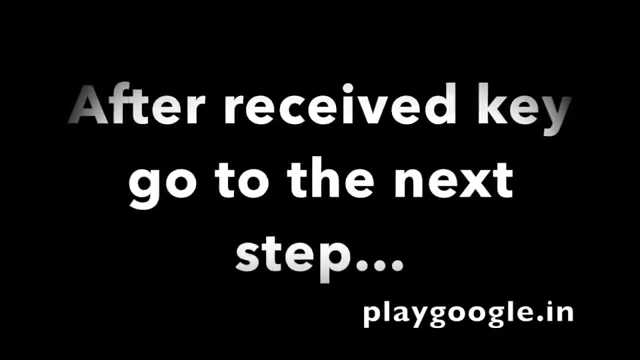 After received key
go to the next
step...
playgoogle.in